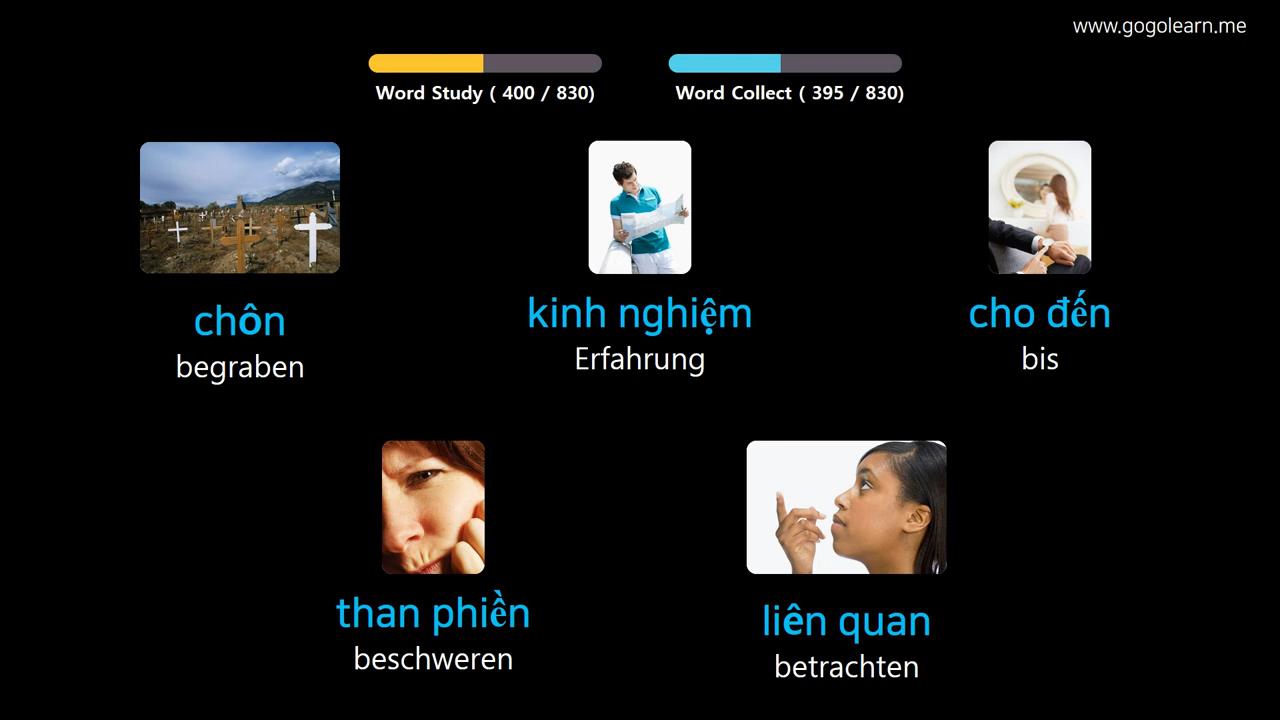 www.gogolearn.me
Word Study ( 400 / 830)
Word Collect ( 395 / 830)
chôn
begraben
kinh nghiệm
Erfahrung
cho đến
bis
than phiền
beschweren
liên quan
betrachten